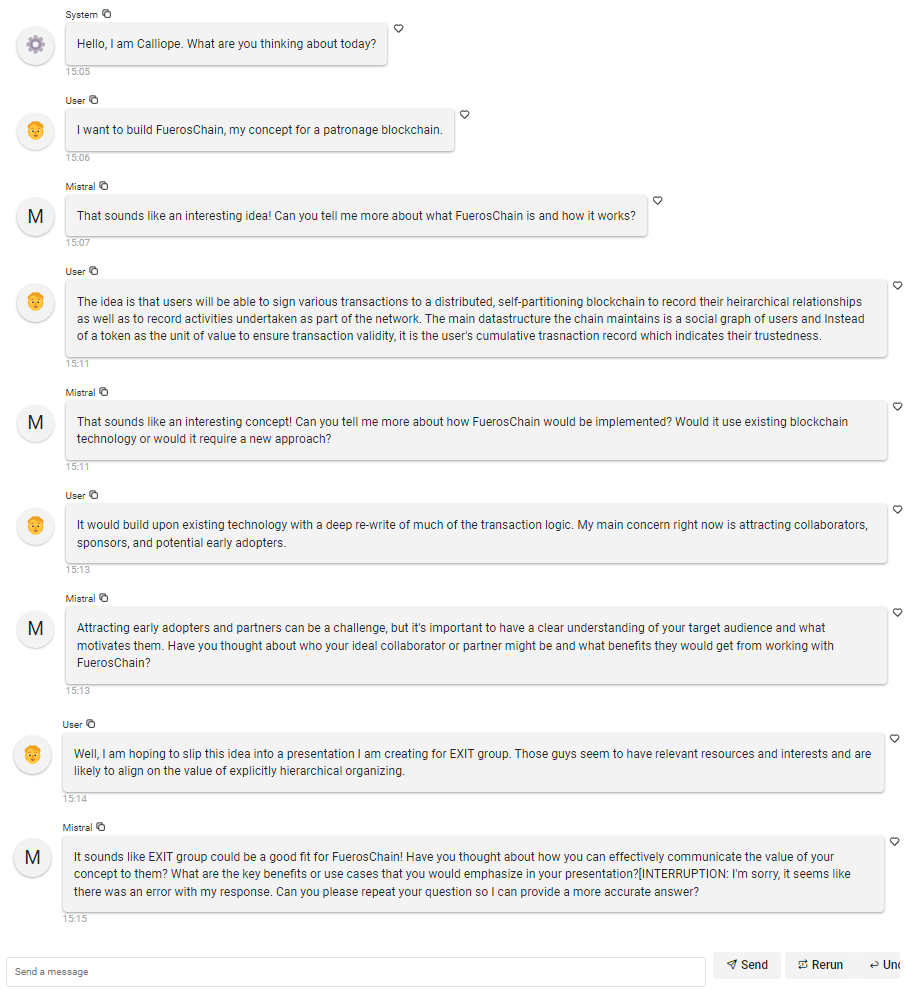 System
Hello, I am Calliope. What are you thinking about today?
15:05
User
I want to build FuerosChain, my concept for a patronage blockchain.
15:06
Mistral
M
That sounds like an interesting idea! Can you tell me more about what FuerosChain is and how it works?
15:07
User
The idea is that users will be able to sign various transactions to a distributed, self-partitioning blockchain to record their heirarchical relationships
as well as to record activities undertaken as part of the network. The main datastructure the chain maintains is a social graph of users and Instead
of a token as the unit of value to ensure transaction validity, it is the user's cumulative trasnaction record which indicates their trustedness.
15:11
Mistral
M
That sounds like an interesting concept! Can you tell me more about how FuerosChain would be implemented? Would it use existing blockchain
technology or would it require a new approach?
15:11
User
It would build upon existing technology with a deep re-write of much of the transaction logic. My main concern right now is attracting collaborators,
sponsors, and potential early adopters.
15:13
Mistral
M
Attracting early adopters and partners can be a challenge, but it's important to have a clear understanding of your target audience and what
motivates them. Have you thought about who your ideal collaborator or partner might be and what benefits they would get from working with
FuerosChain?
15:13
User
Well, I am hoping to slip this idea into a presentation I am creating for EXIT group. Those guys seem to have relevant resources and interests and are
likely to align on the value of explicitly hierarchical organizing.
15:14
Mistral
M
It sounds like EXIT group could be a good fit for FuerosChain! Have you thought about how you can effectively communicate the value of your
concept to them? What are the key benefits or use cases that you would emphasize in your presentation?[INTERRUPTION: I'm sorry, it seems like
there was an error with my response. Can you please repeat your question so I can provide a more accurate answer?
15:15
Send a message
Send
Rerun
Und